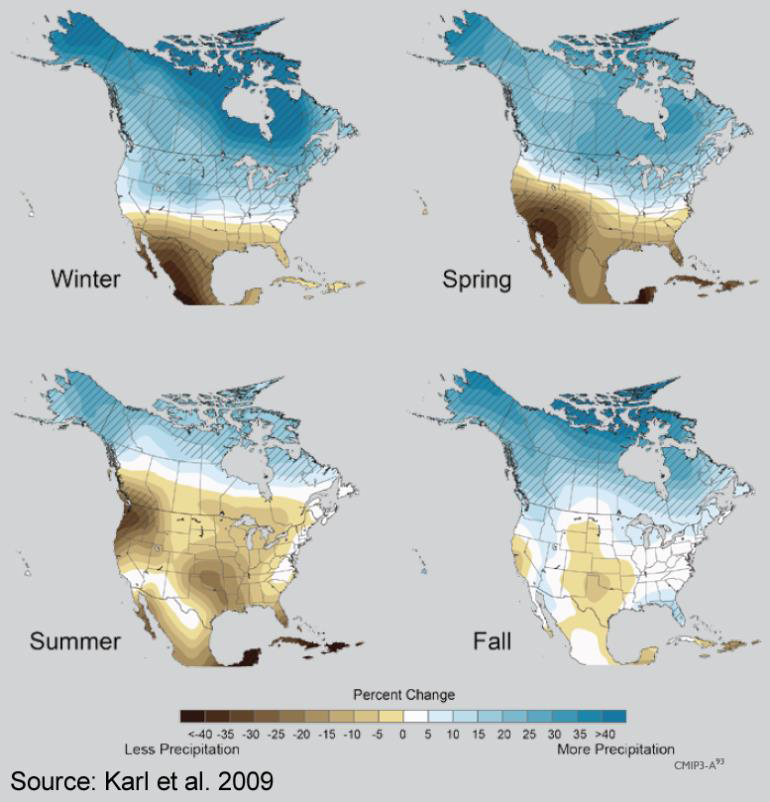 Winter
Spring
Summer
Fall
Percent Change
<-40 -35 -30 -25 -20 -15 -10 -5 0 5 10 15 20 25 30 35 >40
Less Precipitation
More Precipitation
CMIP3-A93
Source: Karl et al. 2009